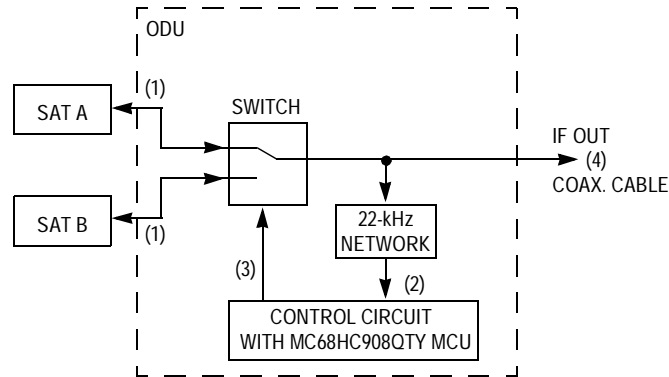 ODU
(1)
SAT A
SWITCH
IF OUT
(4)
COAX. CABLE
SAT B
(1)
22-kHz
NETWORK
(3)
(2)
CONTROL CIRCUIT
WITH MC68HC908QTY MCU